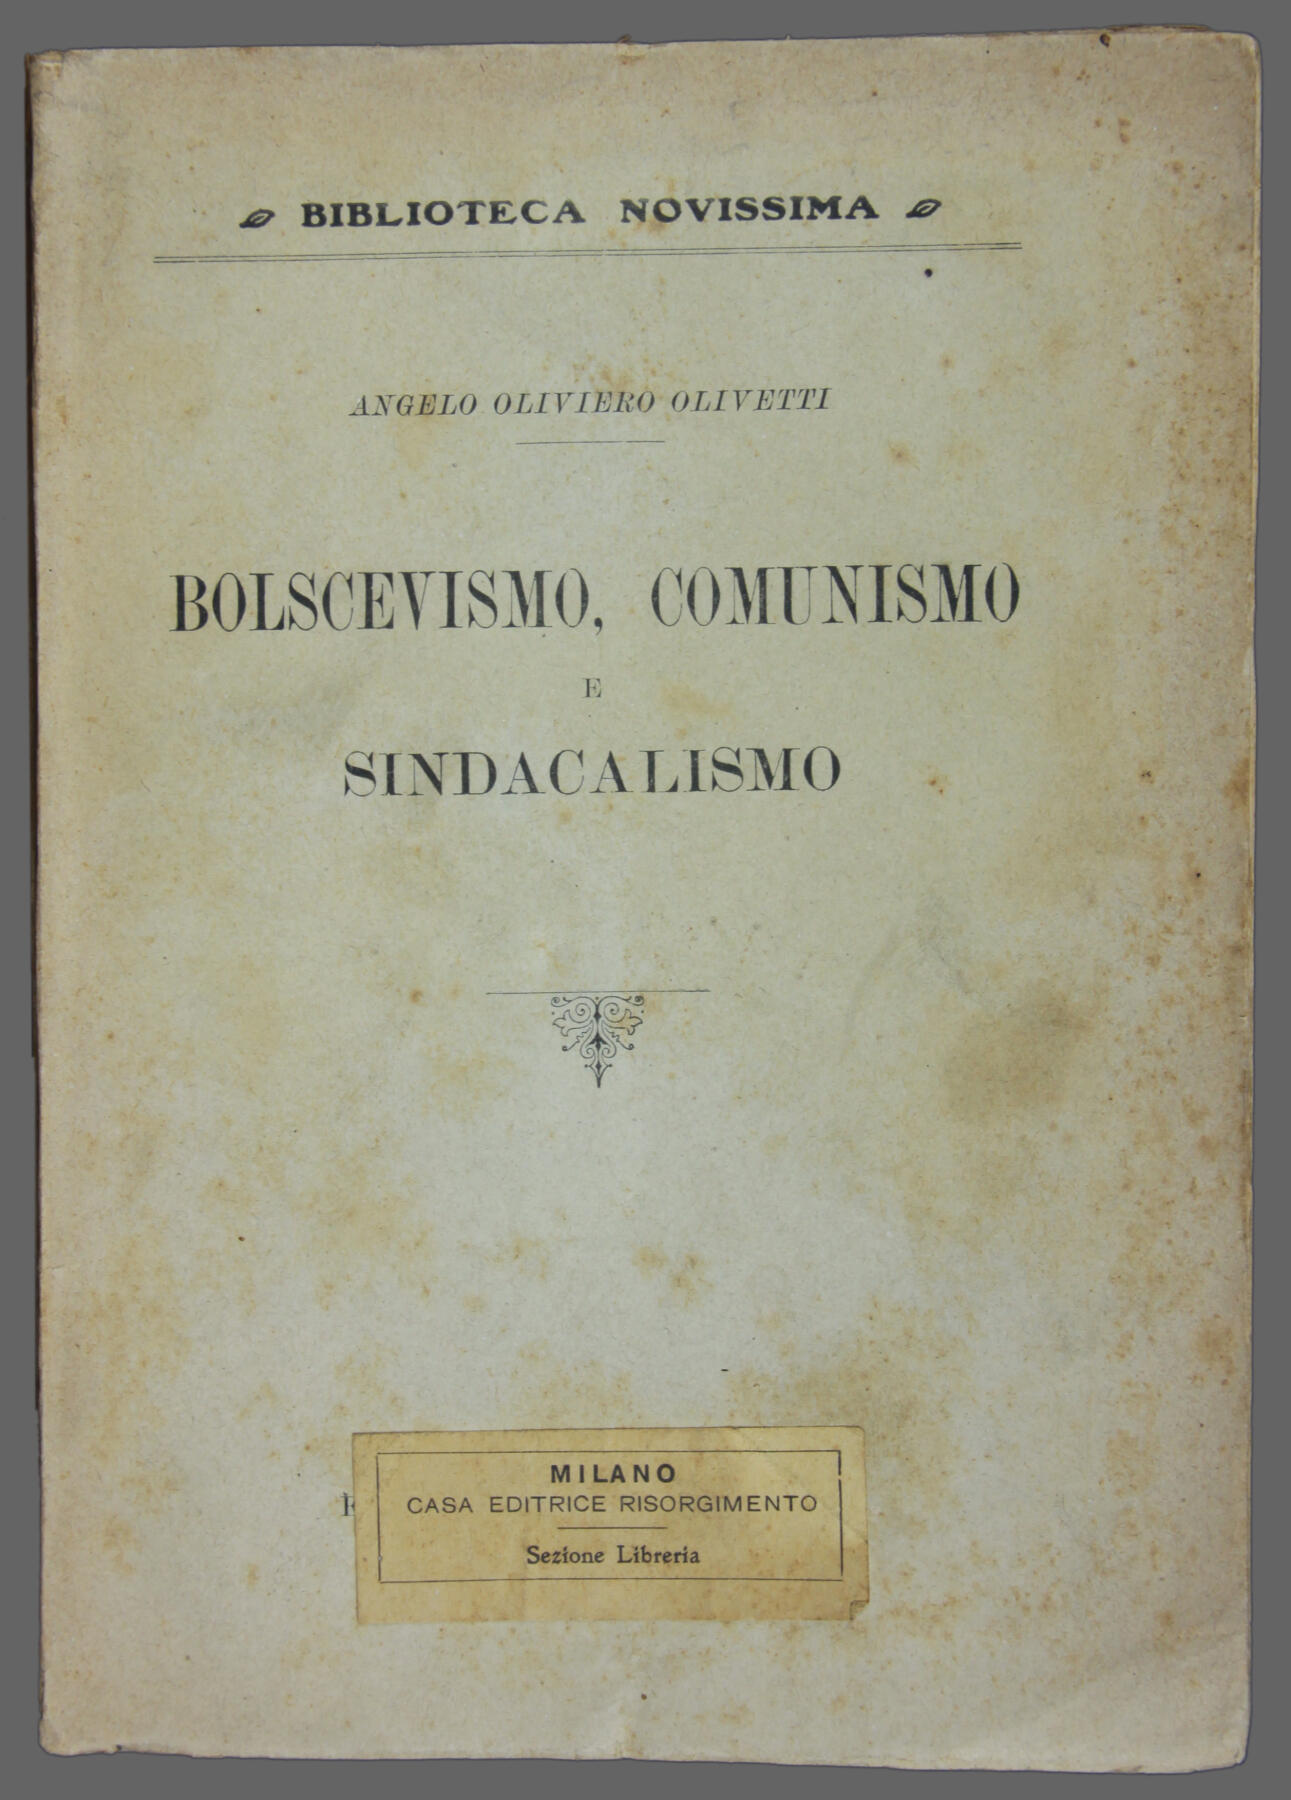 BIBLIOTECA NOVISSIMA
ANGELO OLIVIERO OLIVETTI
BOLSCEVISMO, COMUNISMO
E
SINDACALISMO
MILANO
CASA EDITRICE RISORGIMENTO
Sezione Libreria